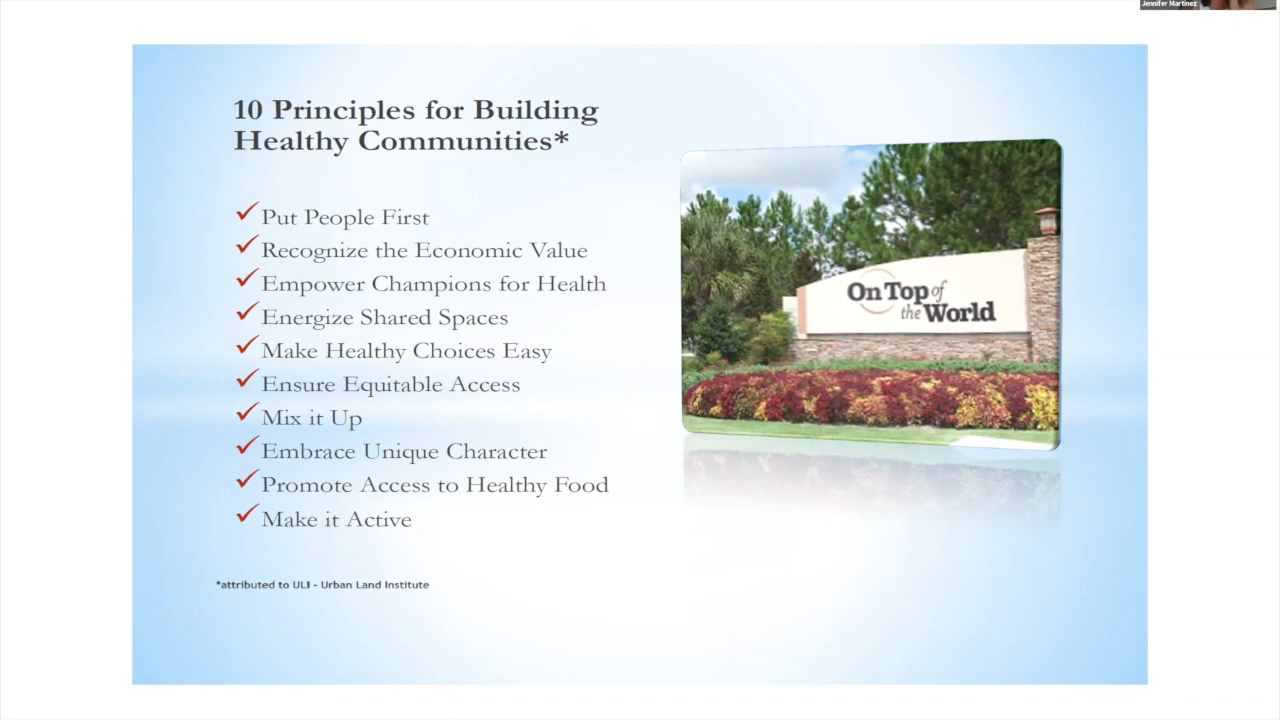 Jennifer Martinez
10 Principles for Building
Healthy Communities*
Put People First
Recognize the Economic Value
Empower Champions for Health
Energize Shared Spaces
Make Healthy Choices Easy
Ensure Equitable Access
Mix it Up
Embrace Unique Character
Promote Access to Healthy Food
Make it Active
*attributed to ULI - Urban Land Institute
On Top of
the World